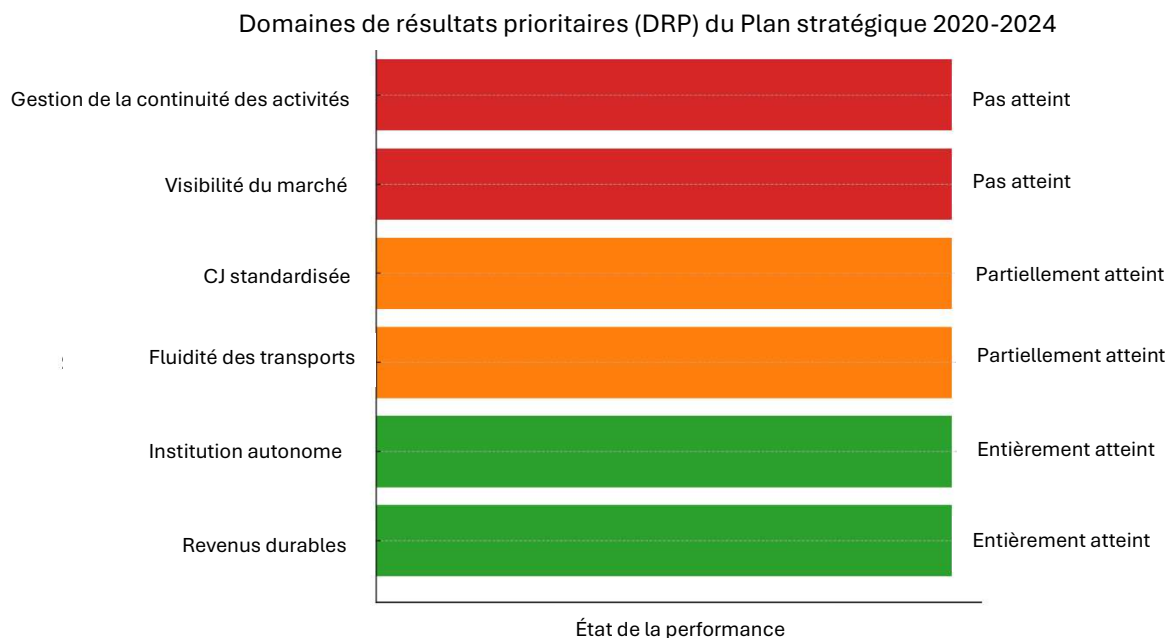 Domaines de résultats prioritaires (DRP) du Plan stratégique 2020-2024
Gestion de la continuité des activités
Pas atteint
Visibilité du marché
Pas atteint
CJ standardisée
Partiellement atteint
Fluidité des transports
Partiellement atteint
Institution autonome
Entièrement atteint
Revenus durables
Entièrement atteint
État de la performance